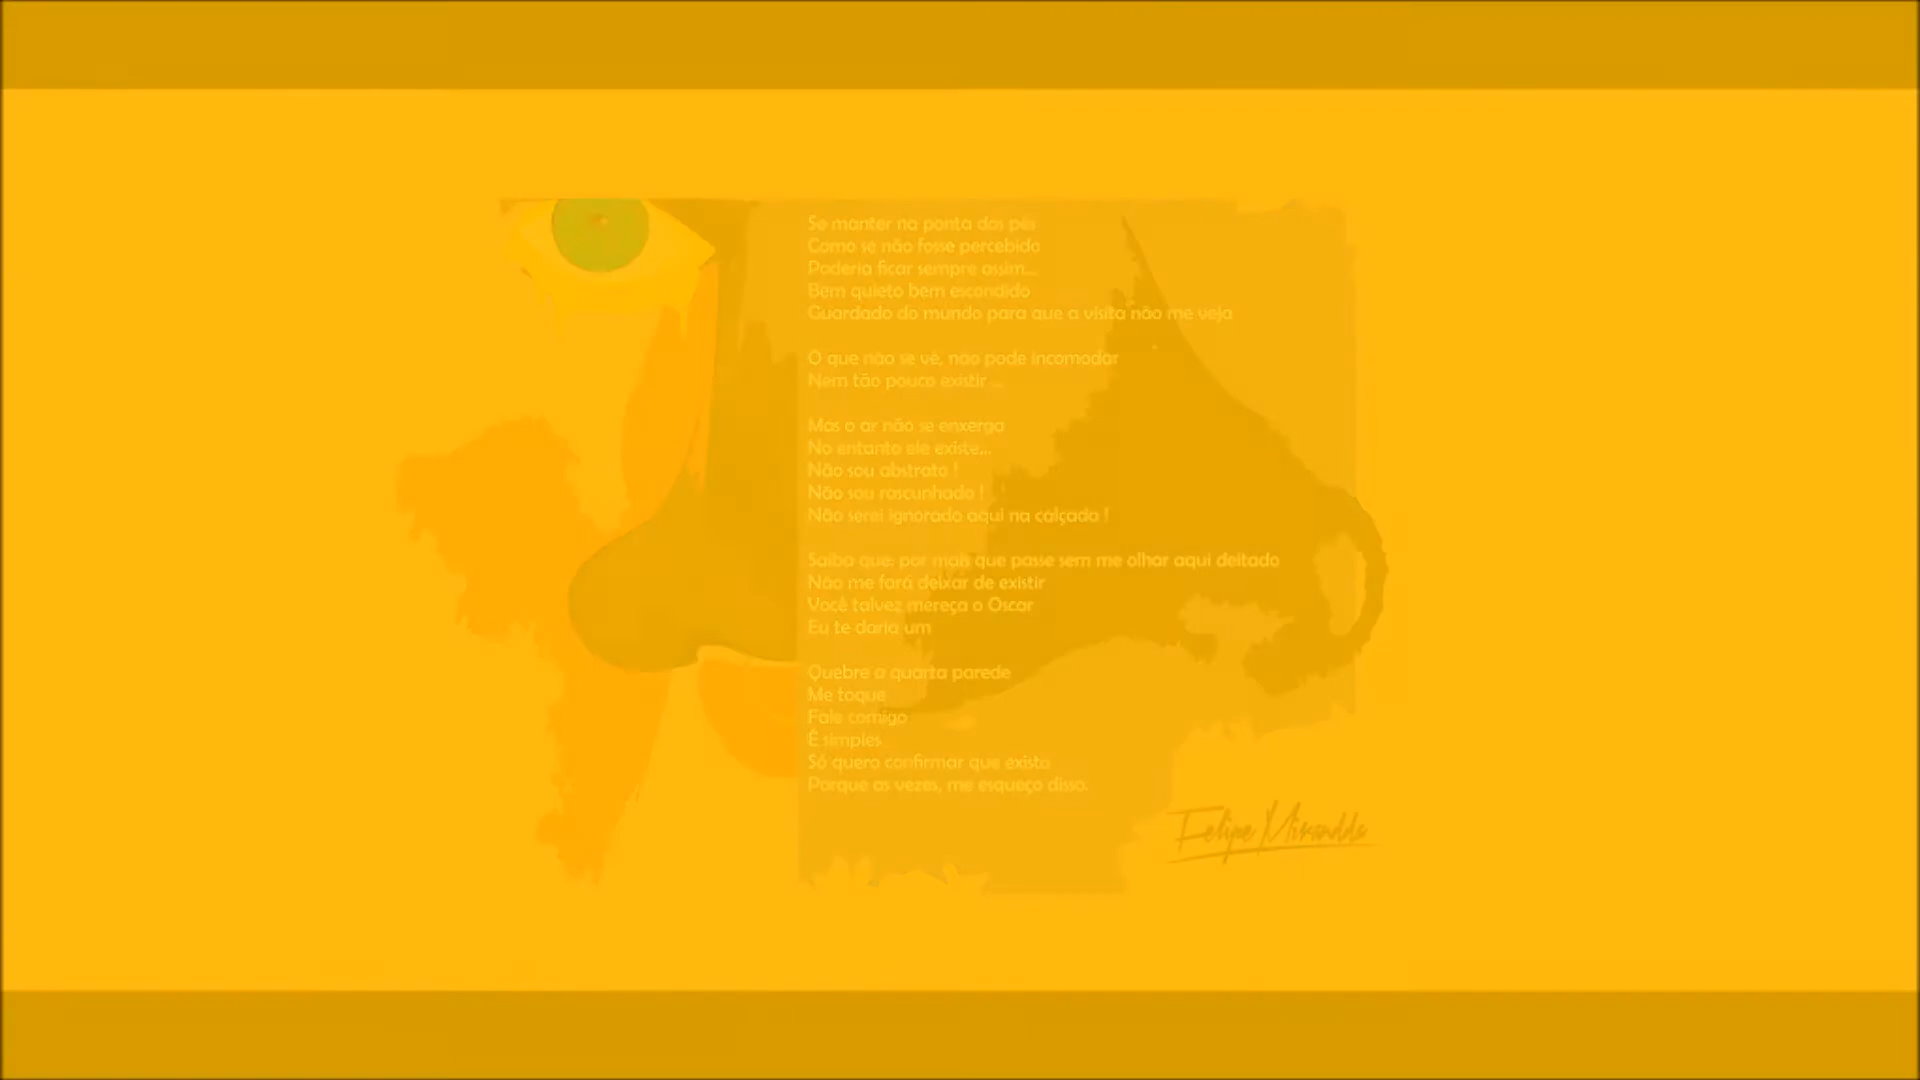 Se manter na ponta dos pés
Como se não fosse percebido
Poderia ficar sempre assim...
Bem quieto bem escondido
Guardado do mundo para que a visita não me veja
O que não se vê, não pode incomodar
Nem tão pouco existir ...
Mas o ar não se enxerga
No entanto ele existe...
Não sou abstrato !
Não sou rascunhado !
Não serei ignorado aqui na calçada !
Saiba que: por mais que passe sem me olhar aqui deitado
Não me fará deixar de existir
Você talvez mereça o Oscar
Eu te daria um
Quebre a quarta parede
Me toque
Fale comigo
É simples
Só quero confirmar que existo
Porque as vezes, me esqueço disso.
Felipe Mirandda